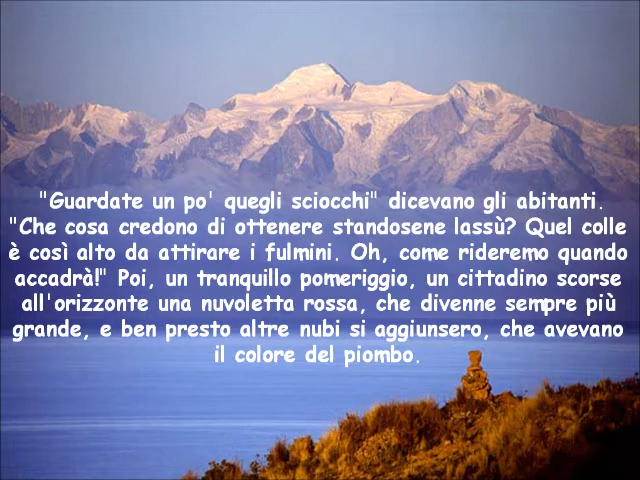 "Guardate un po' quegli sciocchi" dicevano gli abitanti.
"Che cosa credono di ottenere standosene lassù? Quel colle
è così alto da attirare i fulmini. Oh, come rideremo quando
accadrà!" Poi, un tranquillo pomeriggio, un cittadino scorse
all'orizzonte una nuvoletta rossa, che divenne sempre più
grande, e ben presto altre nubi si aggiunsero, che avevano
il colore del piombo.